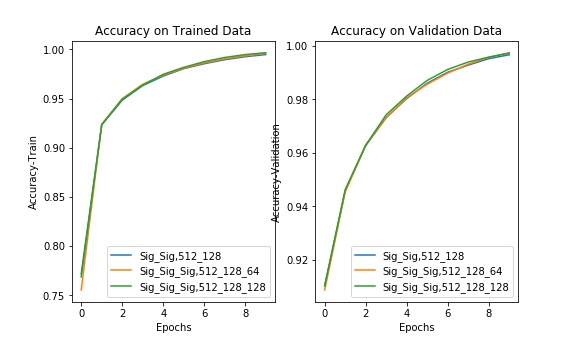 Accuracy on Trained Data
1.00
0.95
0.90
0.85
0.80
0.75
Accuracy-Train
Sig_Sig,512_128
Sig_Sig_Sig,512_128_64
Sig_Sig_Sig,512_128_128
0 2 4 6 8
Epochs
Accuracy on Validation Data
1.00
0.98
0.96
0.94
0.92
Accuracy-Validation
Sig_Sig,512_128
Sig_Sig_Sig,512_128_64
Sig_Sig_Sig,512_128_128
0 2 4 6 8
Epochs